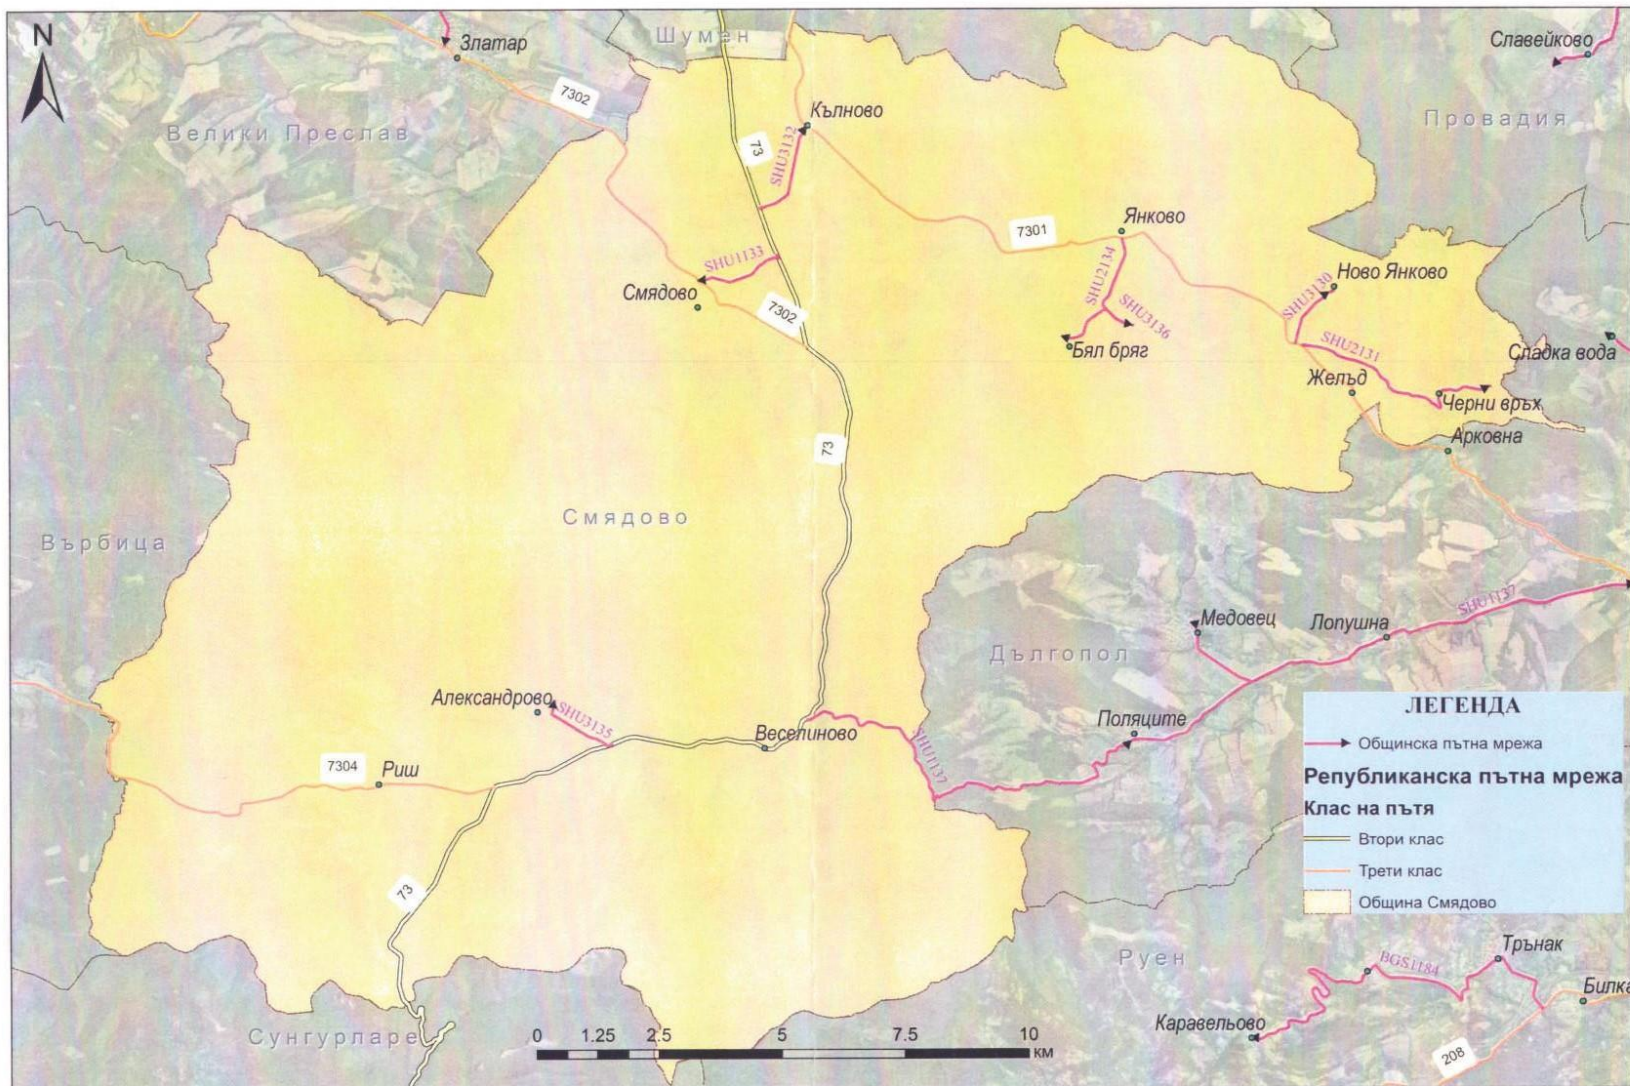 N
Златар
Шумен
Славейково
7302
Кълново
Велики Преслав
Провадия
73
SHU3132
Янково
7301
SHU1133
SHU2134
Ново Янково
SHU3130
Смядово
7302
SHU3136
Бял бряг
SHU2131
Сладка вода
Желъд
Черни връх
Арковна
73
Смядово
Върбица
SHU1137
Медовец
Лопушна
Дългопол
Александрово
SHU3135
Веселиново
SHU1137
Поляците
7304
Риш
ЛЕГЕНДА
Общинска пътна мрежа
Републиканска пътна мрежа
Клас на пътя
Втори клас
Трети клас
Община Смядово
73
Руен
BGS1184
Трънак
Билка
Каравельово
208
Сунгурларе
0 1.25 2.5 5 7.5 10
км